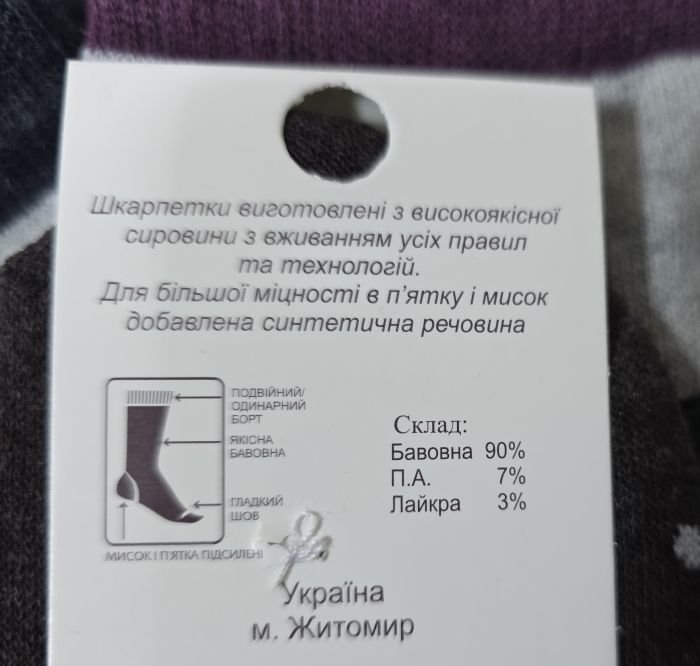 Шкарпетки виготовлені з високоякісної
сировини з вживанням усіх правил
та технологій.
Для більшої міцності в п'ятку і мисок
добавлена синтетична речовина
ПОДВІЙНИЙ/
ОДИНАРНИЙ
БОРТ
ЯКІСНА
БАВОВНА
ГЛАДКИЙ
ШОВ
МИСОК І П'ЯТКА ПІДСИЛЕНІ
Склад:
Бавовна 90%
П.А. 7%
Лайкра 3%
Україна
м. Житомир